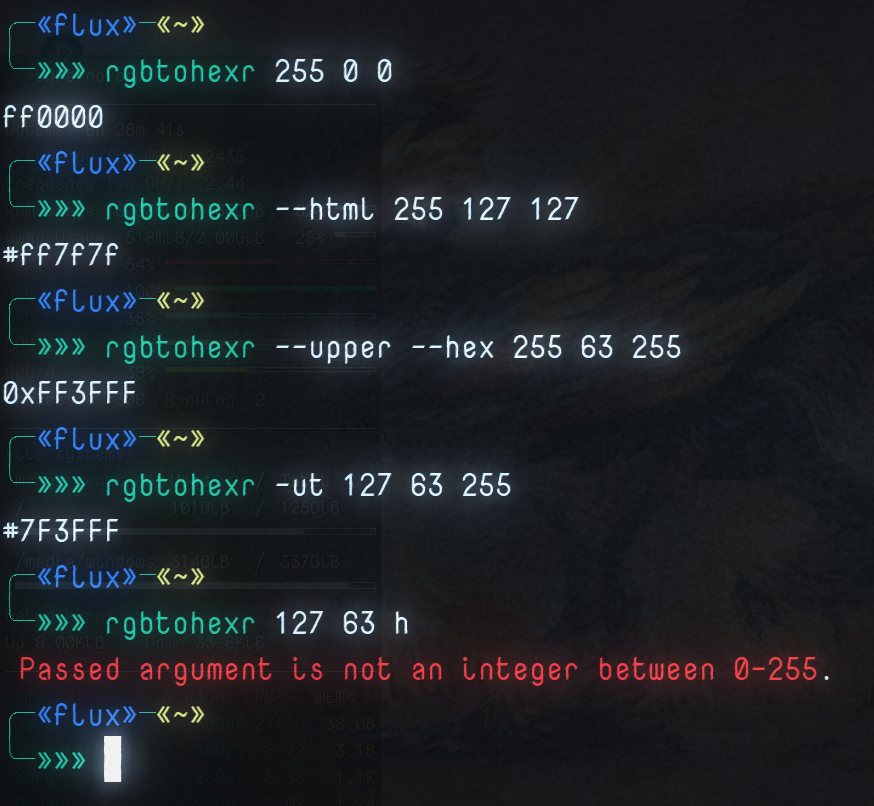 «flux»─«~»
»»» rgbtohexr 255 0 0
ff0000
«flux»─«~»
»»» rgbtohexr --html 255 127 127
#ff7f7f
«flux»─«~»
»»» rgbtohexr --upper --hex 255 63 255
0xFF3FFF
«flux»─«~»
»»» rgbtohexr -ut 127 63 255
#7F3FFF
«flux»─«~»
»»» rgbtohexr 127 63 h
Passed argument is not an integer between 0-255.
«flux»─«~»
»»»